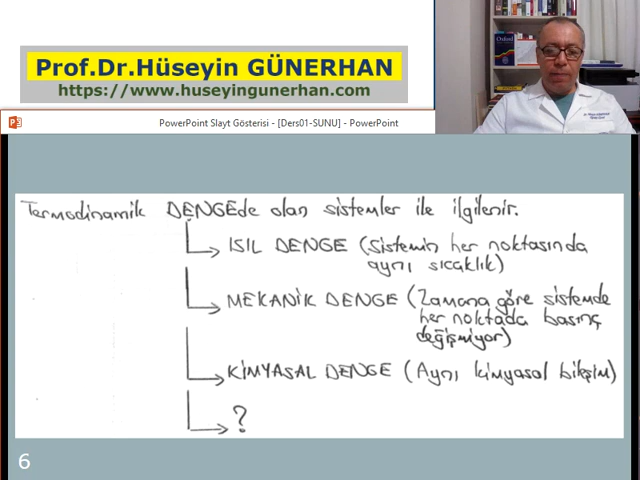 Prof.Dr.Hüseyin GÜNERHAN
https://www.huseyingunerhan.com
PowerPoint Slayt Gösterisi - [Ders01-SUNU] - PowerPoint
Termodinamik DENGEde olan sistemler ile ilgilenir.
ISIL DENGE (Sistemin her noktasında
aynı sıcaklık)
MEKANİK DENGE (Zamana göre sistemde
her noktada basınç
değişmiyor)
KİMYASAL DENGE (Aynı kimyasal bileşim)
?
6
Oxford